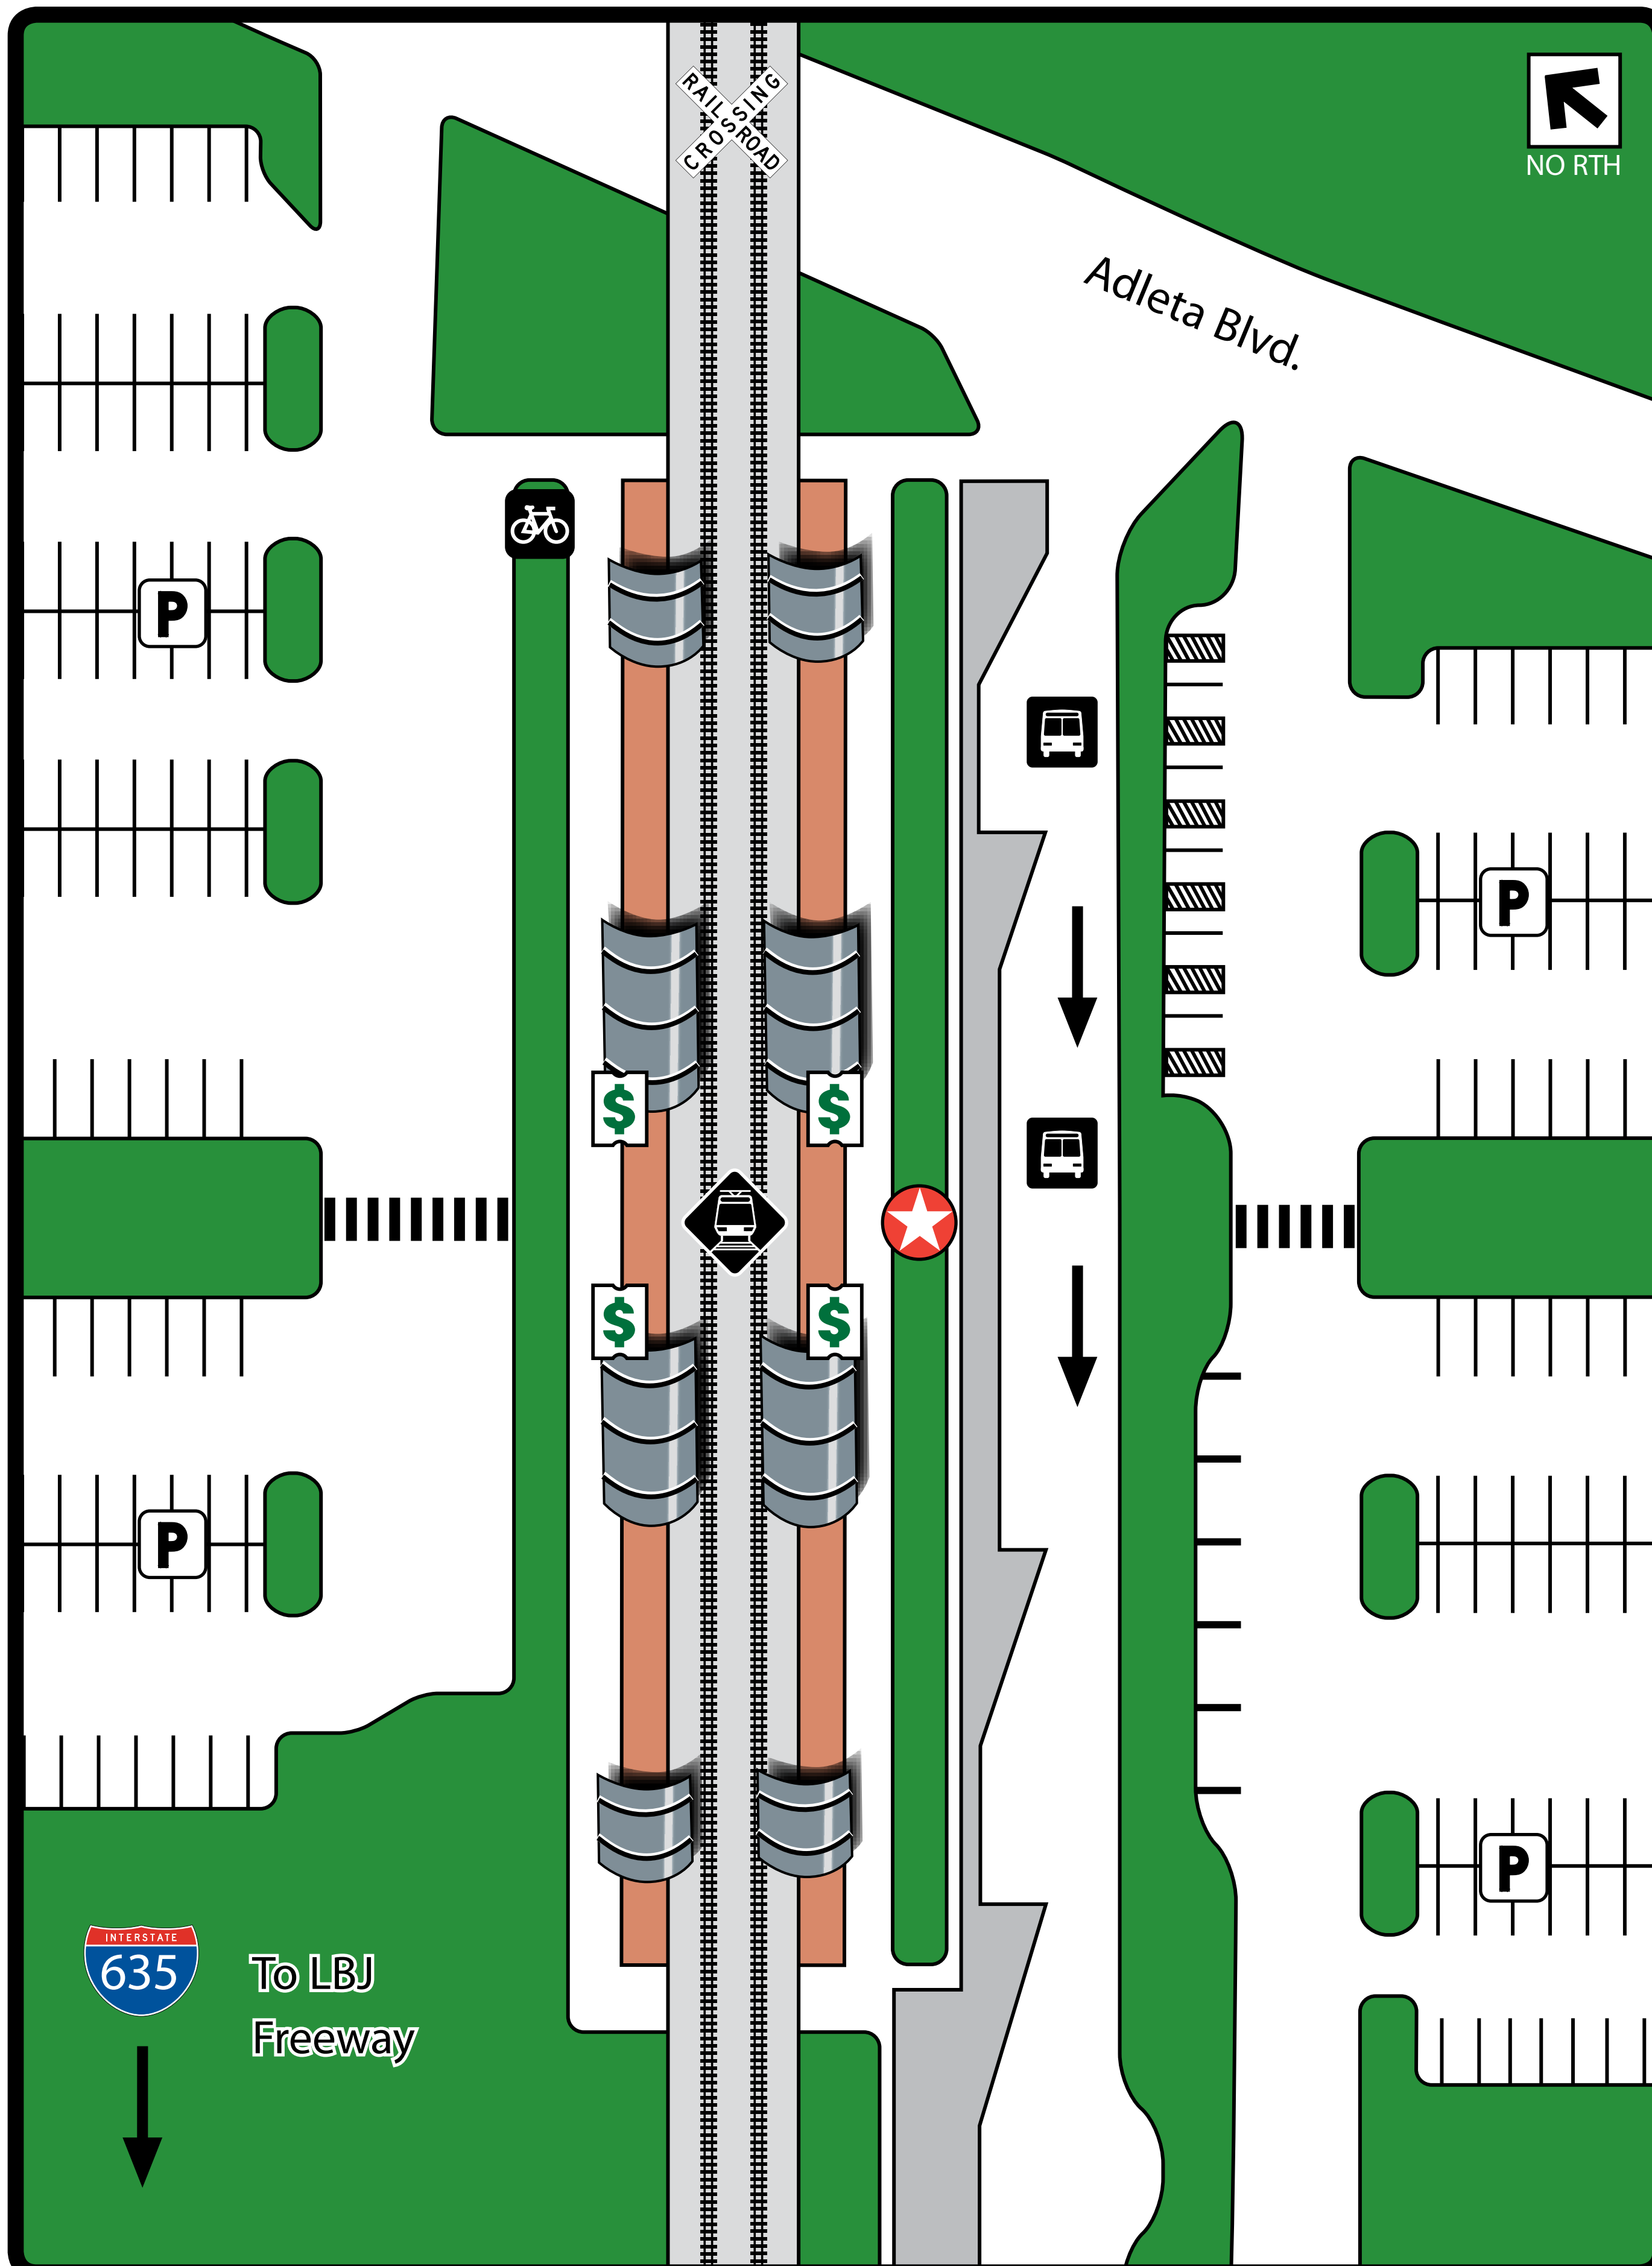 RAILROAD
CROSSING
NO RTH
Adleta Blvd.
P
P
P
$
$
$
$
P
INTERSTATE
635
To LBJ
Freeway